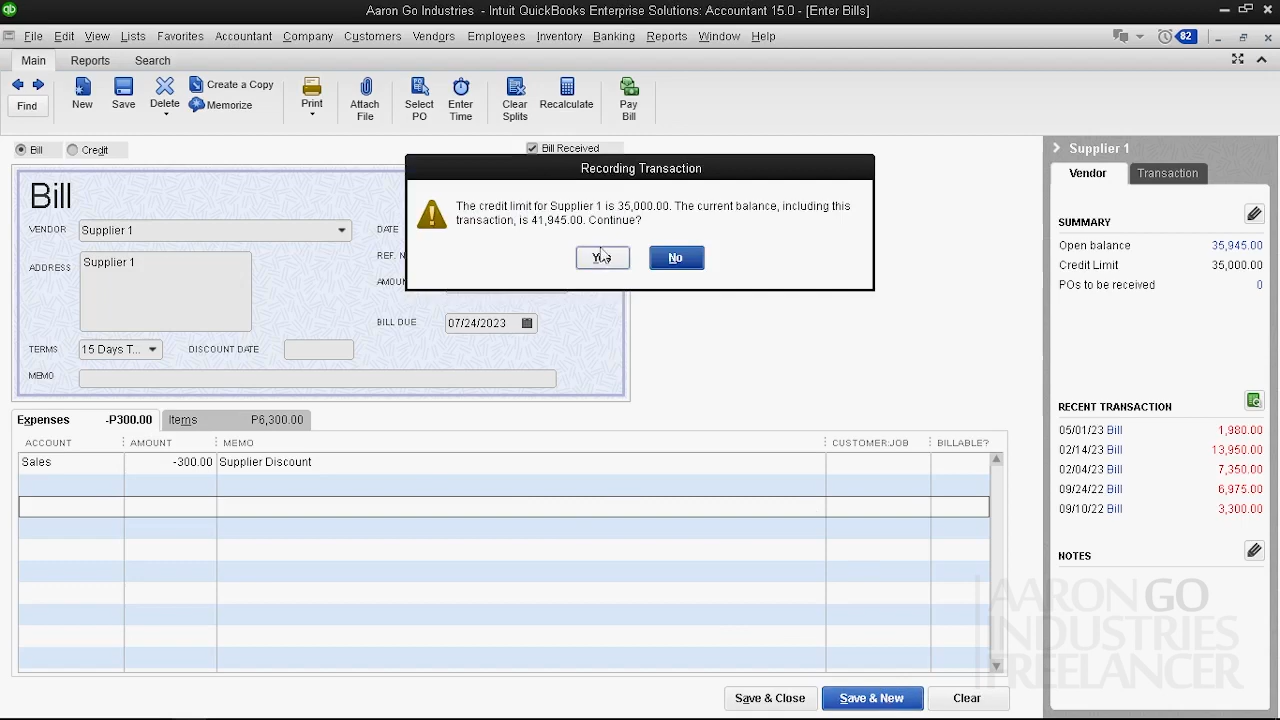 qb
Aaron Go Industries - Intuit QuickBooks Enterprise Solutions: Accountant 15.0 - [Enter Bills]
File Edit View Lists Favorites Accountant Company Customers Vendors Employees Inventory Banking Reports Window Help
82
Main Reports Search
Find
New
Save
Delete
Create a Copy
Memorize
Print
Attach
File
Select
PO
Enter
Time
Clear
Splits
Recalculate
Pay
Bill
Bill Credit Bill Received
Recording Transaction
The credit limit for Supplier 1 is 35,000.00. The current balance, including this
transaction, is 41,945.00. Continue?
No
Bill
VENDOR Supplier 1 DATE
ADDRESS Supplier 1
REF. N
AMOUN
BILL DUE 07/24/2023
TERMS 15 Days T... DISCOUNT DATE
MEMO
Expenses -P300.00 Items P6,300.00
ACCOUNT AMOUNT MEMO CUSTOMER:JOB BILLABLE?
Sales -300.00 Supplier Discount
Save & Close Save & New Clear
Supplier 1
Vendor Transaction
SUMMARY
Open balance 35,945.00
Credit Limit 35,000.00
POs to be received 0
RECENT TRANSACTION
05/01/23 Bill 1,980.00
02/14/23 Bill 13,950.00
02/04/23 Bill 7,350.00
09/24/22 Bill 6,975.00
09/10/22 Bill 3,300.00
NOTES
AARON GO
INDUSTRIES
FREELANCER